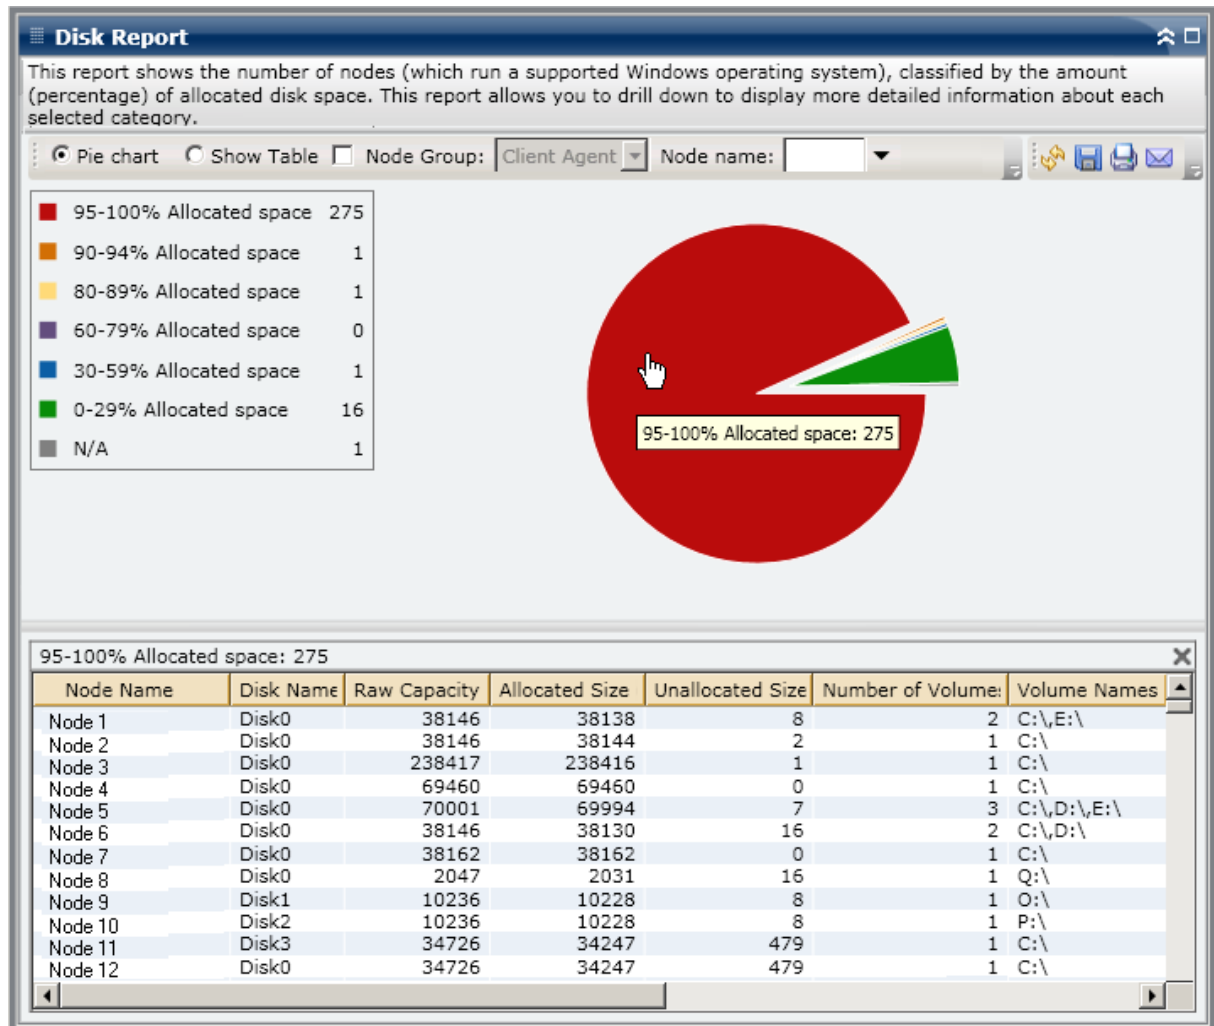 Disk Report
This report shows the number of nodes (which run a supported Windows operating system), classified by the amount
(percentage) of allocated disk space. This report allows you to drill down to display more detailed information about each
selected category.
Pie chart Show Table Node Group: Client Agent Node name:
95-100% Allocated space 275
90-94% Allocated space 1
80-89% Allocated space 1
60-79% Allocated space 0
30-59% Allocated space 1
0-29% Allocated space 16
N/A 1
95-100% Allocated space: 275
95-100% Allocated space: 275
Node Name Disk Name Raw Capacity Allocated Size Unallocated Size Number of Volumes Volume Names
Node 1 Disk0 38146 38138 8 2 C:\,E:\
Node 2 Disk0 38146 38144 2 1 C:\
Node 3 Disk0 238417 238416 1 1 C:\
Node 4 Disk0 69460 69460 0 1 C:\
Node 5 Disk0 70001 69994 7 3 C:\,D:\,E:\
Node 6 Disk0 38146 38130 16 2 C:\,D:\
Node 7 Disk0 38162 38162 0 1 C:\
Node 8 Disk0 2047 2031 16 1 Q:\
Node 9 Disk1 10236 10228 8 1 O:\
Node 10 Disk2 10236 10228 8 1 P:\
Node 11 Disk3 34726 34247 479 1 C:\
Node 12 Disk0 34726 34247 479 1 C:\